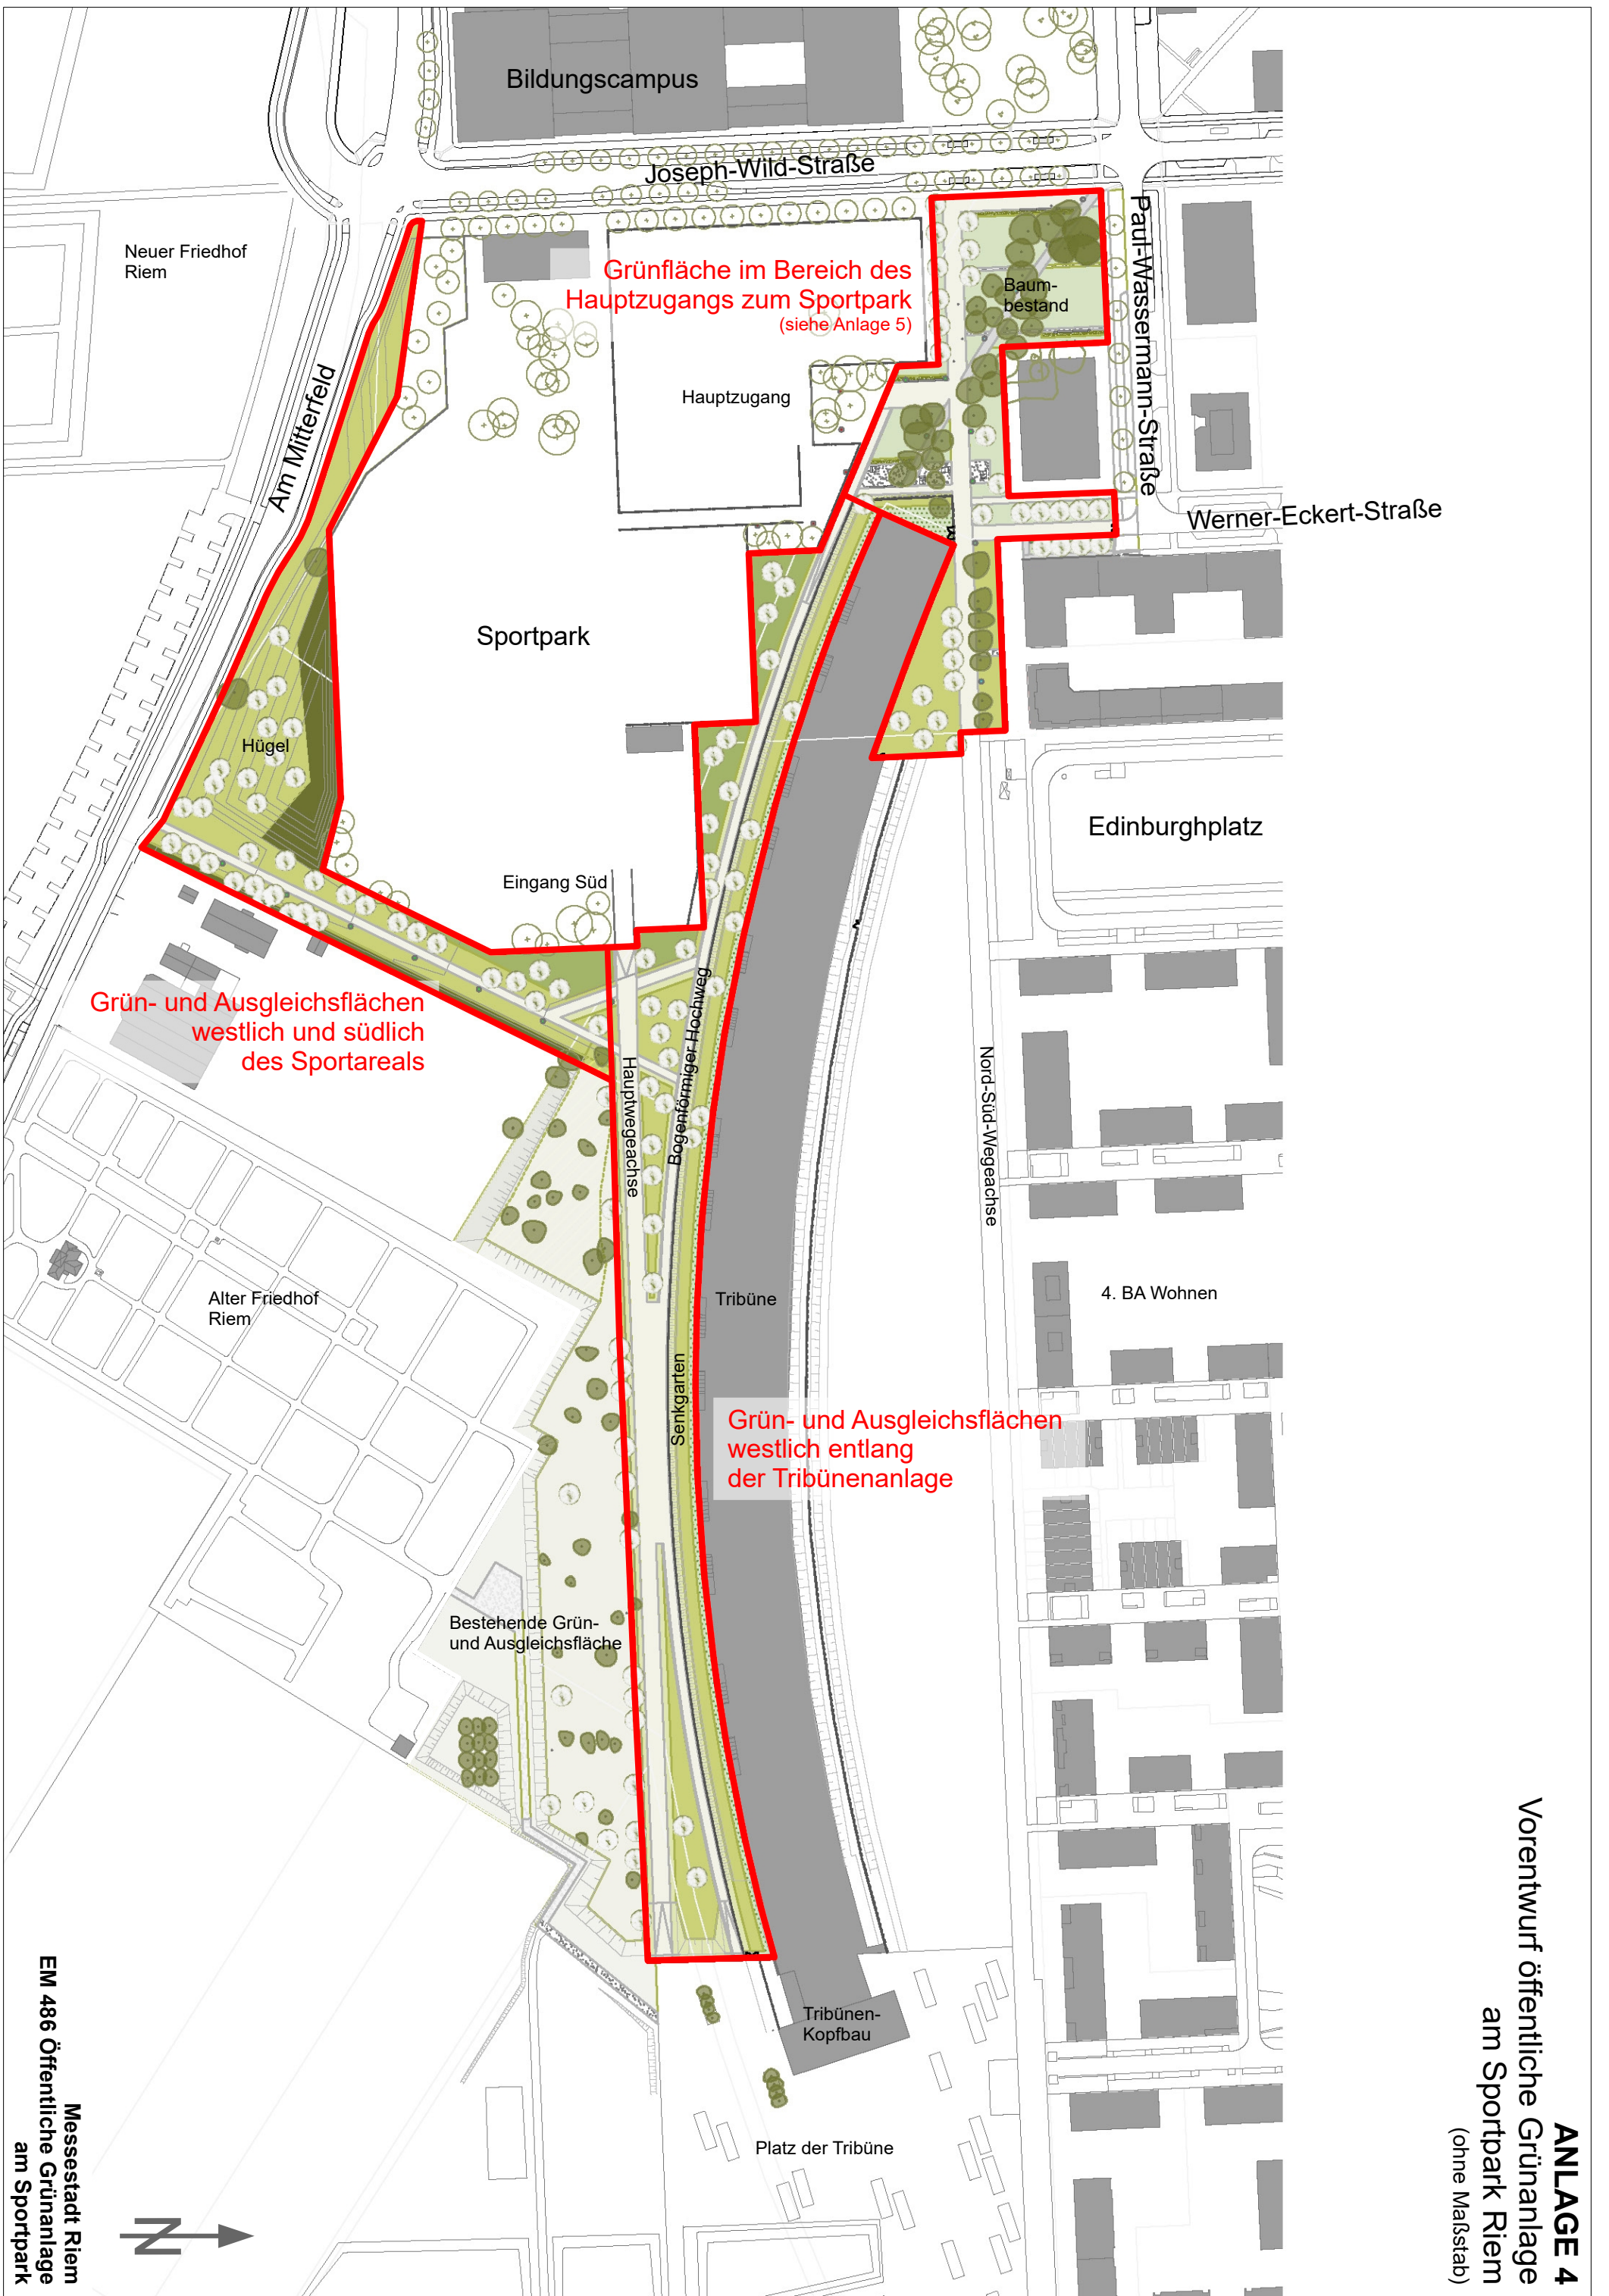 Bildungscampus
Joseph-Wild-Straße
Paul-Wassermann-Straße
Neuer Friedhof
Riem
Grünfläche im Bereich des
Hauptzugangs zum Sportpark
(siehe Anlage 5)
Baum-
bestand
Hauptzugang
Am Mitterfeld
Werner-Eckert-Straße
Sportpark
Hügel
Edinburghplatz
Eingang Süd
Grün- und Ausgleichsflächen
westlich und südlich
des Sportareals
Hauptwegeachse
Bogenförmiger Hochweg
Nord-Süd-Wegeachse
Alter Friedhof
Riem
Tribüne
4. BA Wohnen
Senkgarten
Grün- und Ausgleichsflächen
westlich entlang
der Tribünenanlage
Bestehende Grün-
und Ausgleichsfläche
Tribünen-
Kopfbau
Platz der Tribüne
ANLAGE 4
Vorentwurf öffentliche Grünanlage
am Sportpark Riem
(ohne Maßstab)
Messestadt Riem
EM 486 Öffentliche Grünanlage
am Sportpark
N